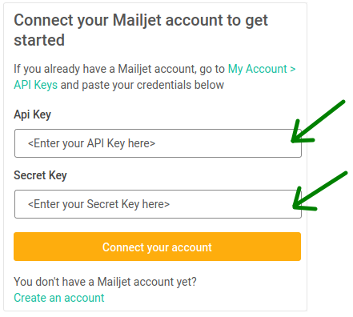 Connect your Mailjet account to get
started
If you already have a Mailjet account, go to My Account >
API Keys and paste your credentials below
Api Key
<Enter your API Key here>
Secret Key
<Enter your Secret Key here>
Connect your account
You don't have a Mailjet account yet?
Create an account